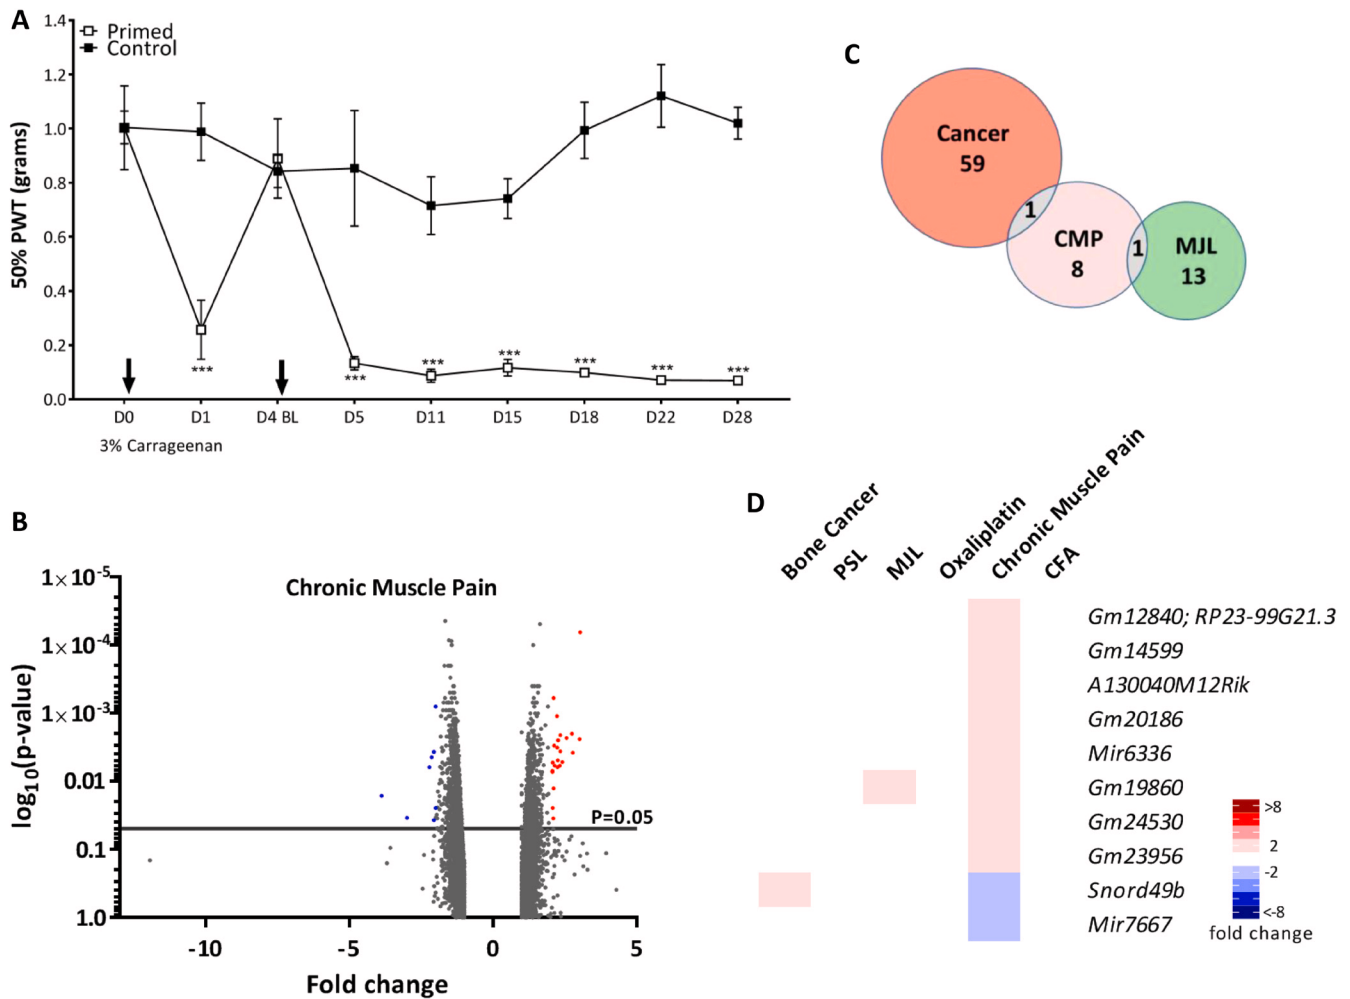 A
1.4
1.2
1.0
0.8
0.6
0.4
0.2
0.0
50% PWT (grams)
Primed
Control
***
***
***
***
***
***
***
D0
D1
D4 BL
D5
D11
D15
D18
D22
D28
3% Carrageenan
C
Cancer
59
1
CMP
8
1
MJL
13
B
Chronic Muscle Pain
1×10-5
1×10-4
1×10-3
0.01
0.1
1.0
log10(p-value)
P=0.05
-10
-5
0
5
Fold change
D
Bone Cancer
PSL
MJL
Oxaliplatin
Chronic Muscle Pain
CFA
Gm12840; RP23-99G21.3
Gm14599
A130040M12Rik
Gm20186
Mir6336
Gm19860
Gm24530
Gm23956
Snord49b
Mir7667
>8
2
-2
<-8
fold change